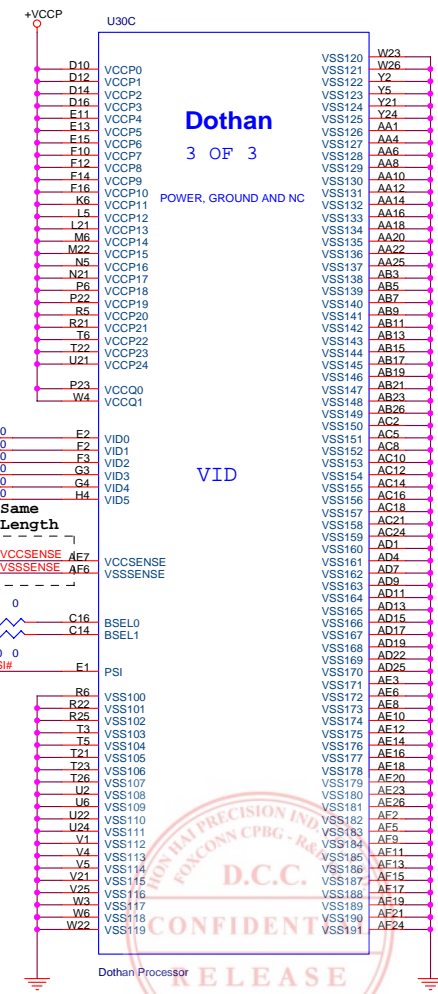 +VCCP
U30C
Dothan
3 OF 3
POWER, GROUND AND NC
VID
D10 VCCP0
D12 VCCP1
D14 VCCP2
D16 VCCP3
E11 VCCP4
E13 VCCP5
E15 VCCP6
F10 VCCP7
F12 VCCP8
F14 VCCP9
F16 VCCP10
K6 VCCP11
L5 VCCP12
L21 VCCP13
M6 VCCP14
M22 VCCP15
N5 VCCP16
N21 VCCP17
P6 VCCP18
P22 VCCP19
R5 VCCP20
R21 VCCP21
T6 VCCP22
T22 VCCP23
U21 VCCP24
P23 VCCQ0
W4 VCCQ1
0 E2 VID0
0 F2 VID1
0 F3 VID2
0 G3 VID3
0 G4 VID4
0 H4 VID5
Same
Length
VCCSENSE AE7 VCCSENSE
VSSSENSE AF6 VSSSENSE
0
C16 BSEL0
C14 BSEL1
0 0
SI# E1 PSI
R6 VSS100
R22 VSS101
R25 VSS102
T3 VSS103
T5 VSS104
T21 VSS105
T23 VSS106
T26 VSS107
U2 VSS108
U6 VSS109
U22 VSS110
U24 VSS111
V1 VSS112
V4 VSS113
V5 VSS114
V21 VSS115
V25 VSS116
W3 VSS117
W6 VSS118
W22 VSS119
VSS120 W23
VSS121 W26
VSS122 Y2
VSS123 Y5
VSS124 Y21
VSS125 Y24
VSS126 AA1
VSS127 AA4
VSS128 AA6
VSS129 AA8
VSS130 AA10
VSS131 AA12
VSS132 AA14
VSS133 AA16
VSS134 AA18
VSS135 AA20
VSS136 AA22
VSS137 AA25
VSS138 AB3
VSS139 AB5
VSS140 AB7
VSS141 AB9
VSS142 AB11
VSS143 AB13
VSS144 AB15
VSS145 AB17
VSS146 AB19
VSS147 AB21
VSS148 AB23
VSS149 AB26
VSS150 AC2
VSS151 AC5
VSS152 AC8
VSS153 AC10
VSS154 AC12
VSS155 AC14
VSS156 AC16
VSS157 AC18
VSS158 AC21
VSS159 AC24
VSS160 AD1
VSS161 AD4
VSS162 AD7
VSS163 AD9
VSS164 AD11
VSS165 AD13
VSS166 AD15
VSS167 AD17
VSS168 AD19
VSS169 AD22
VSS170 AD25
VSS171 AE3
VSS172 AE6
VSS173 AE8
VSS174 AE10
VSS175 AE12
VSS176 AE14
VSS177 AE16
VSS178 AE18
VSS179 AE20
VSS180 AE23
VSS181 AE26
VSS182 AF2
VSS183 AF5
VSS184 AF9
VSS185 AF11
VSS186 AF13
VSS187 AF15
VSS188 AF17
VSS189 AF19
VSS190 AF21
VSS191 AF24
Dothan Processor
HON HAI PRECISION IND.
FOXCONN CPBG - R&D
D.C.C.
CONFIDENTIAL
RELEASE